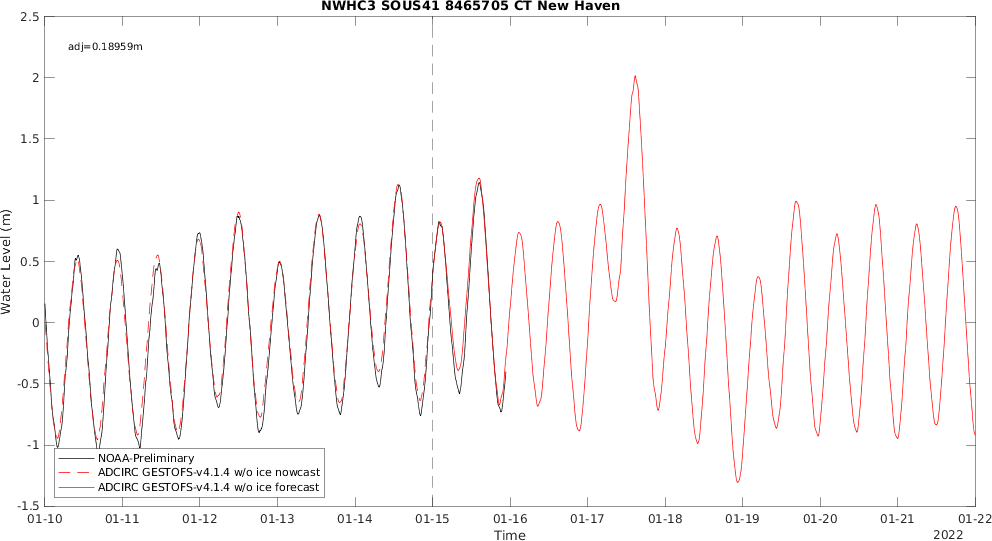 NWHC3 SOUS41 8465705 CT New Haven
2.5
adj=0.18959m
2
1.5
1
0.5
0
-0.5
-1
-1.5
Water Level (m)
NOAA-Preliminary
ADCIRC GESTOFS-v4.1.4 w/o ice nowcast
ADCIRC GESTOFS-v4.1.4 w/o ice forecast
01-10 01-11 01-12 01-13 01-14 01-15 01-16 01-17 01-18 01-19 01-20 01-21 01-22
Time
2022